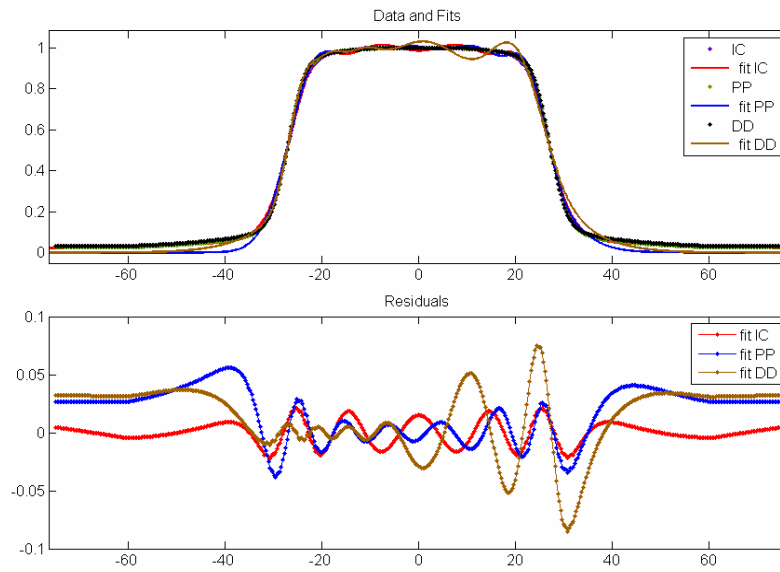 Data and Fits
1
0.8
0.6
0.4
0.2
0
-60
-40
-20
0
20
40
60
IC
fit IC
PP
fit PP
DD
fit DD
Residuals
0.1
0.05
0
-0.05
-0.1
-60
-40
-20
0
20
40
60
fit IC
fit PP
fit DD